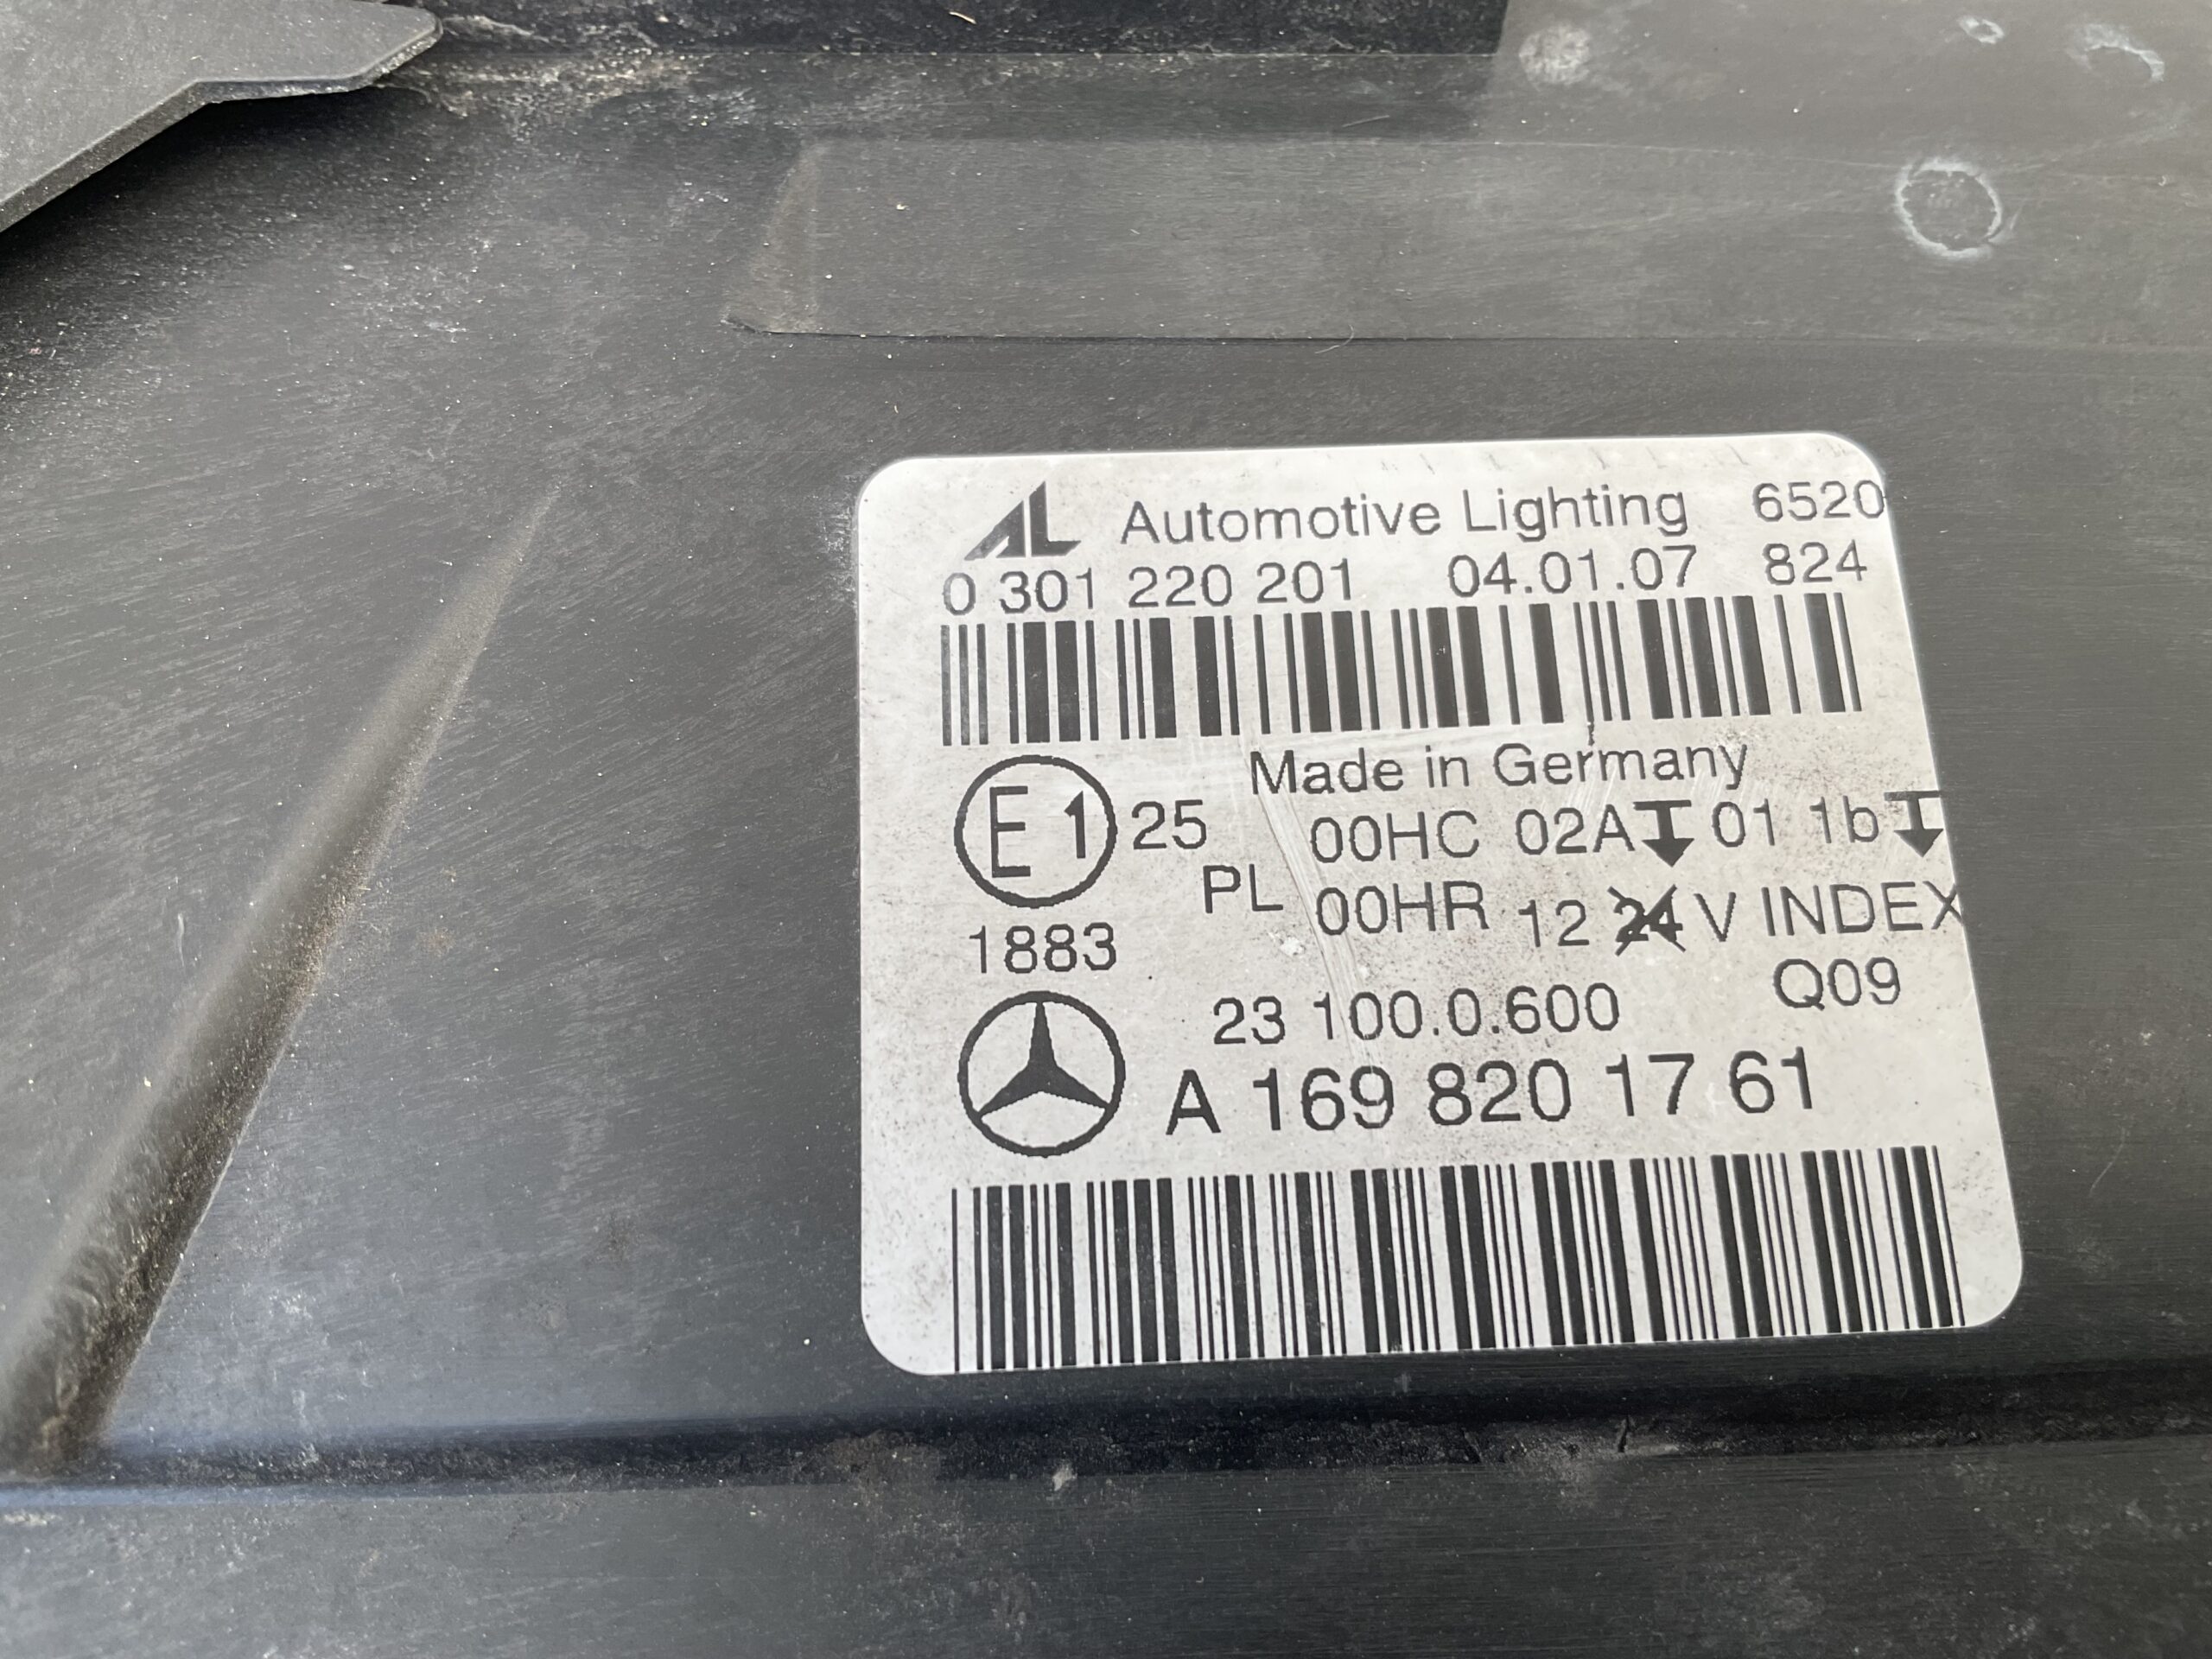 AL Automotive Lighting 6520
0 301 220 201 04.01.07 824
Made in Germany
E1 25 00HC 02A 01 1b
PL 00HR 12 24 V INDEX
1883 Q09
23 100.0.600
A 169 820 17 61